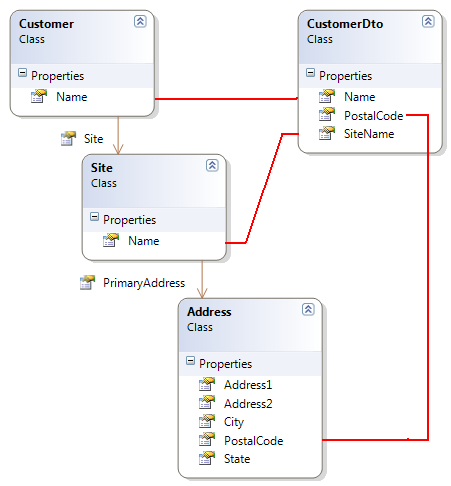 Customer
Class
Properties
Name
Site
CustomerDto
Class
Properties
Name
PostalCode
SiteName
Site
Class
Properties
Name
PrimaryAddress
Address
Class
Properties
Address1
Address2
City
PostalCode
State